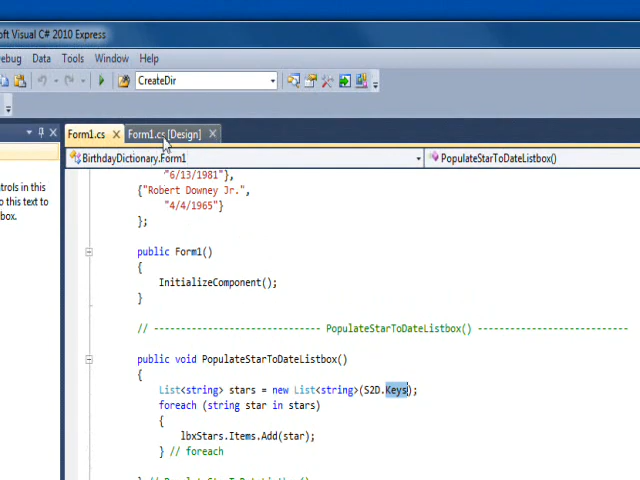 oft Visual C# 2010 Express
ebug Data Tools Window Help
CreateDir
Form1.cs Form1.cs [Design]
BirthdayDictionary.Form1 PopulateStarToDateListbox()
"6/13/1981"},
{"Robert Downey Jr.",
"4/4/1965"}
};
trols in this
o this text to
box.
public Form1()
{
InitializeComponent();
}
// ------------------------------- PopulateStarToDateListbox() ----------------------------
public void PopulateStarToDateListbox()
{
List<string> stars = new List<string>(S2D.Keys);
foreach (string star in stars)
{
lbxStars.Items.Add(star);
} // foreach